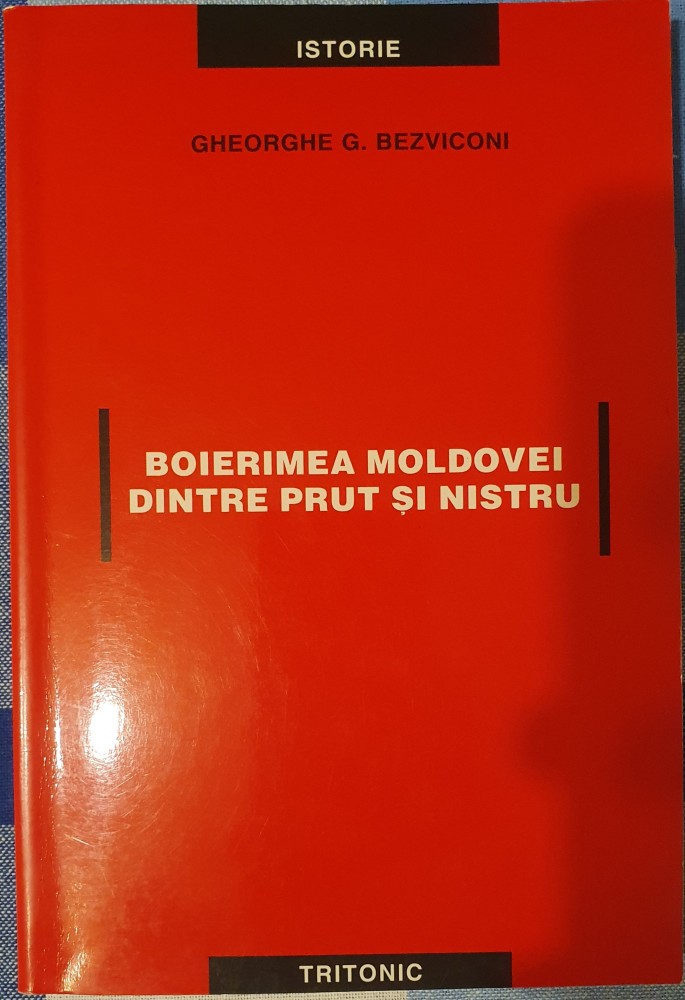 ISTORIE
GHEORGHE G. BEZVICONI
BOIERIMEA MOLDOVEI
DINTRE PRUT ȘI NISTRU
TRITONIC